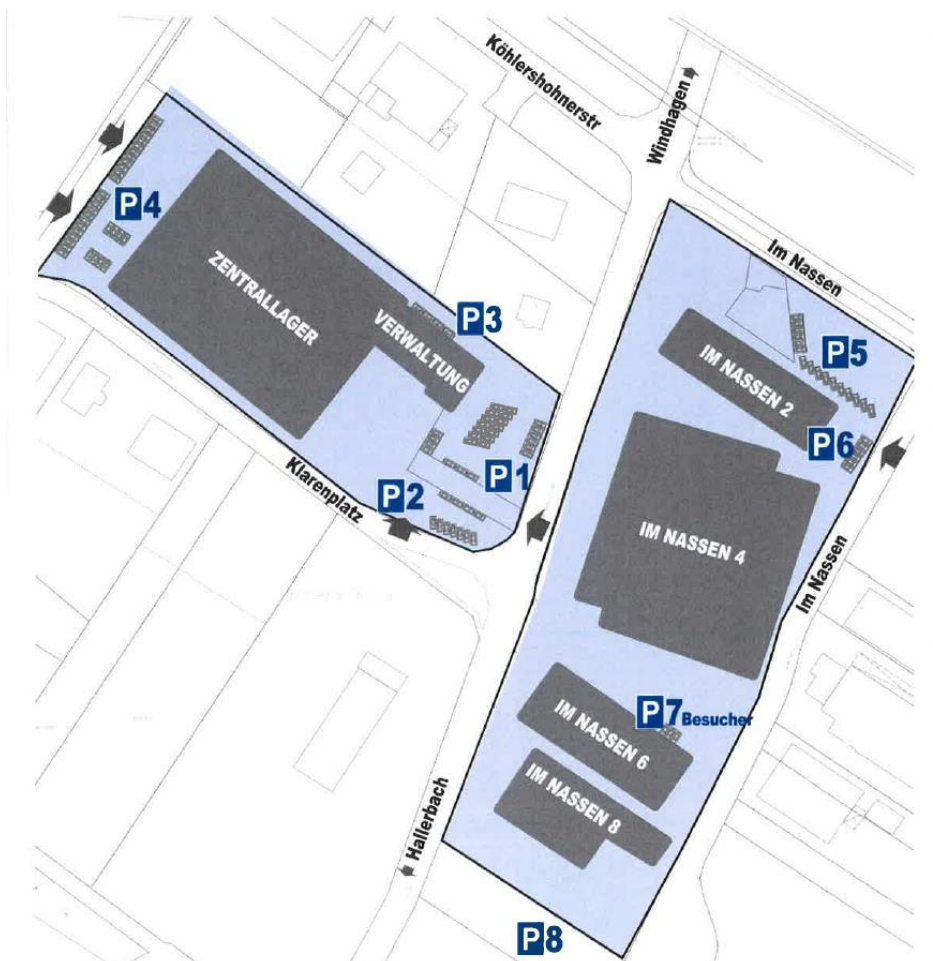 Köhlershohnerstr
Windhagen
P4
Im Nassen
ZENTRALLAGER
VERWALTUNG
P3
P5
IM NASSEN 2
P6
P1
P2
Klarenplatz
IM NASSEN 4
Im Nassen
P7 Besucher
IM NASSEN 6
IM NASSEN 8
Hallerbach
P8